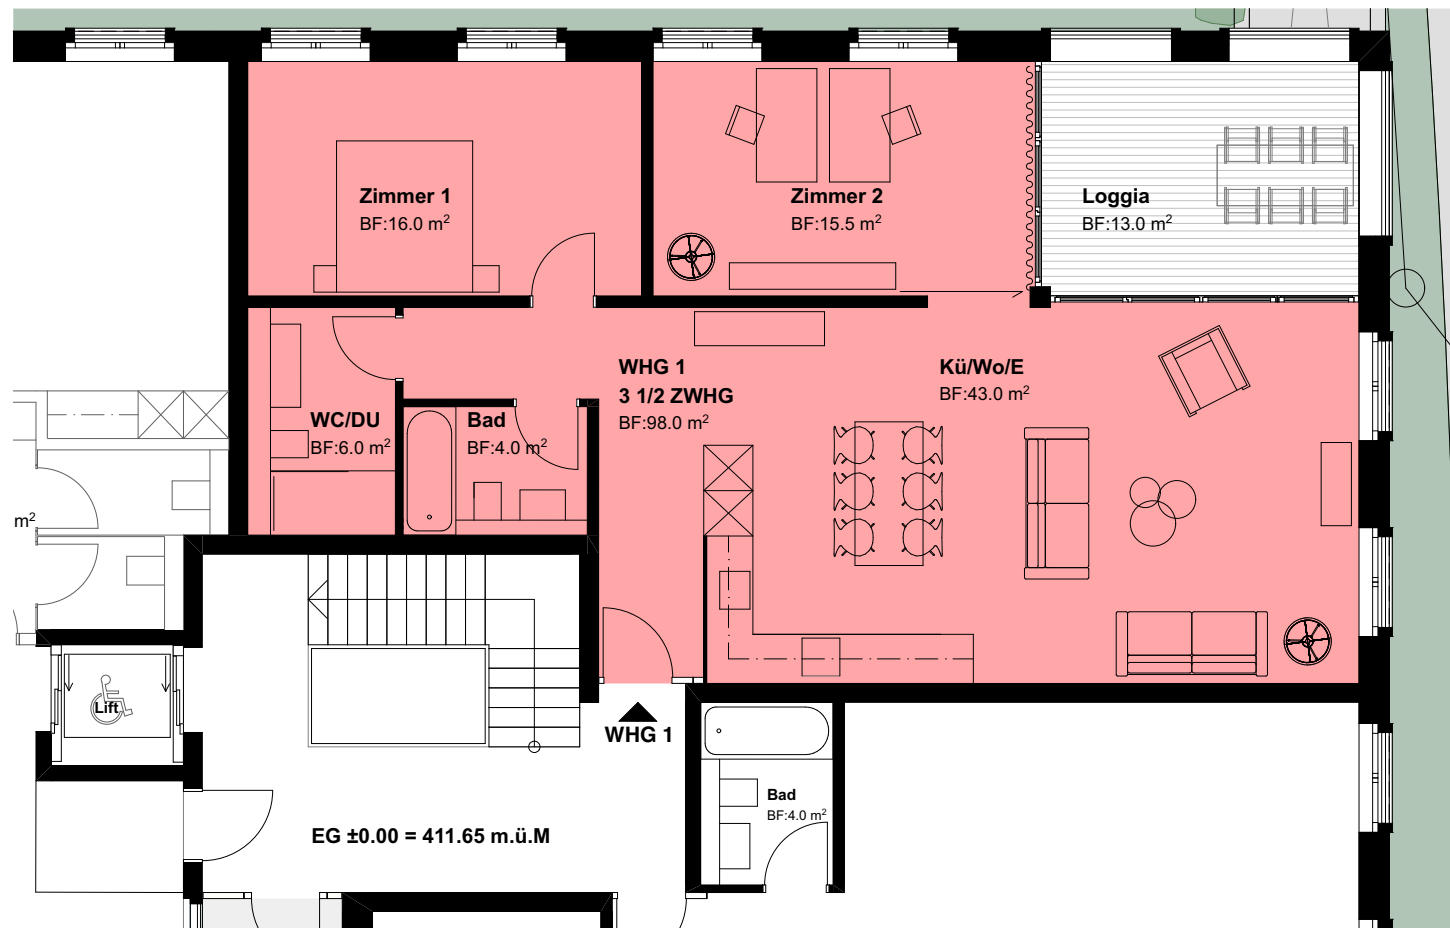 Zimmer 1
BF:16.0 m²
Zimmer 2
BF:15.5 m²
Loggia
BF:13.0 m²
WHG 1
3 1/2 ZWHG
BF:98.0 m²
Kü/Wo/E
BF:43.0 m²
WC/DU
BF:6.0 m²
Bad
BF:4.0 m²
m²
Lift
WHG 1
Bad
BF:4.0 m²
EG ±0.00 = 411.65 m.ü.M